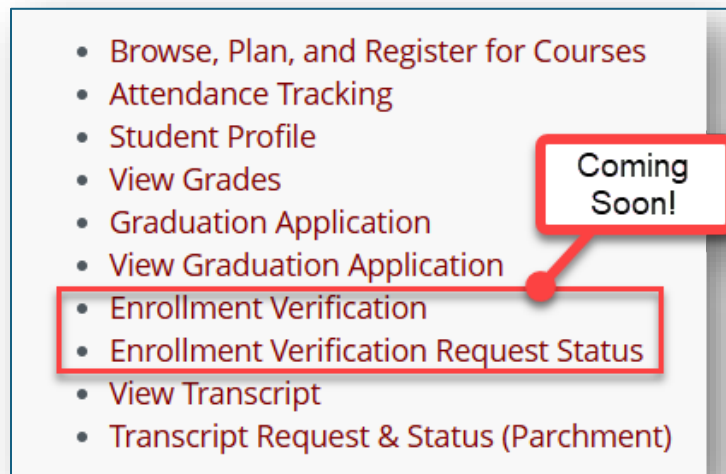 Browse, Plan, and Register for Courses
Attendance Tracking
Student Profile
View Grades
Coming
Soon!
Graduation Application
View Graduation Application
Enrollment Verification
Enrollment Verification Request Status
View Transcript
Transcript Request & Status (Parchment)